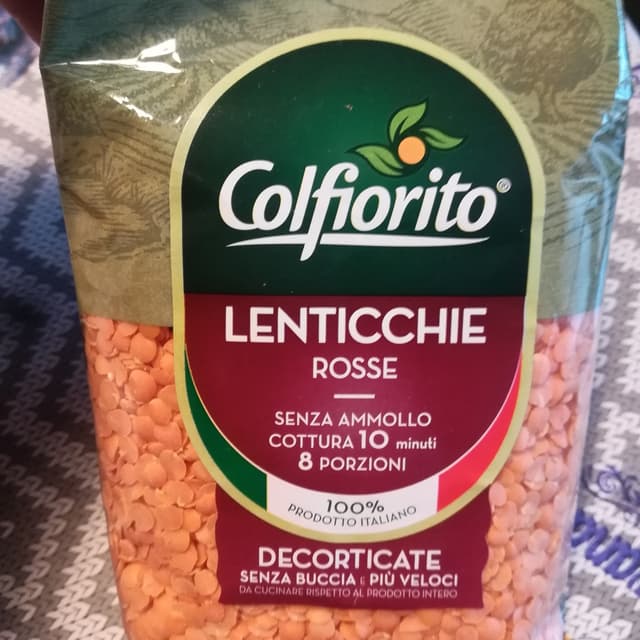 Colfiorito®
LENTICCHIE
ROSSE
SENZA AMMOLLO
COTTURA 10 minuti
8 PORZIONI
100%
PRODOTTO ITALIANO
DECORTICATE
SENZA BUCCIA E PIÙ VELOCI
DA CUCINARE RISPETTO AL PRODOTTO INTERO